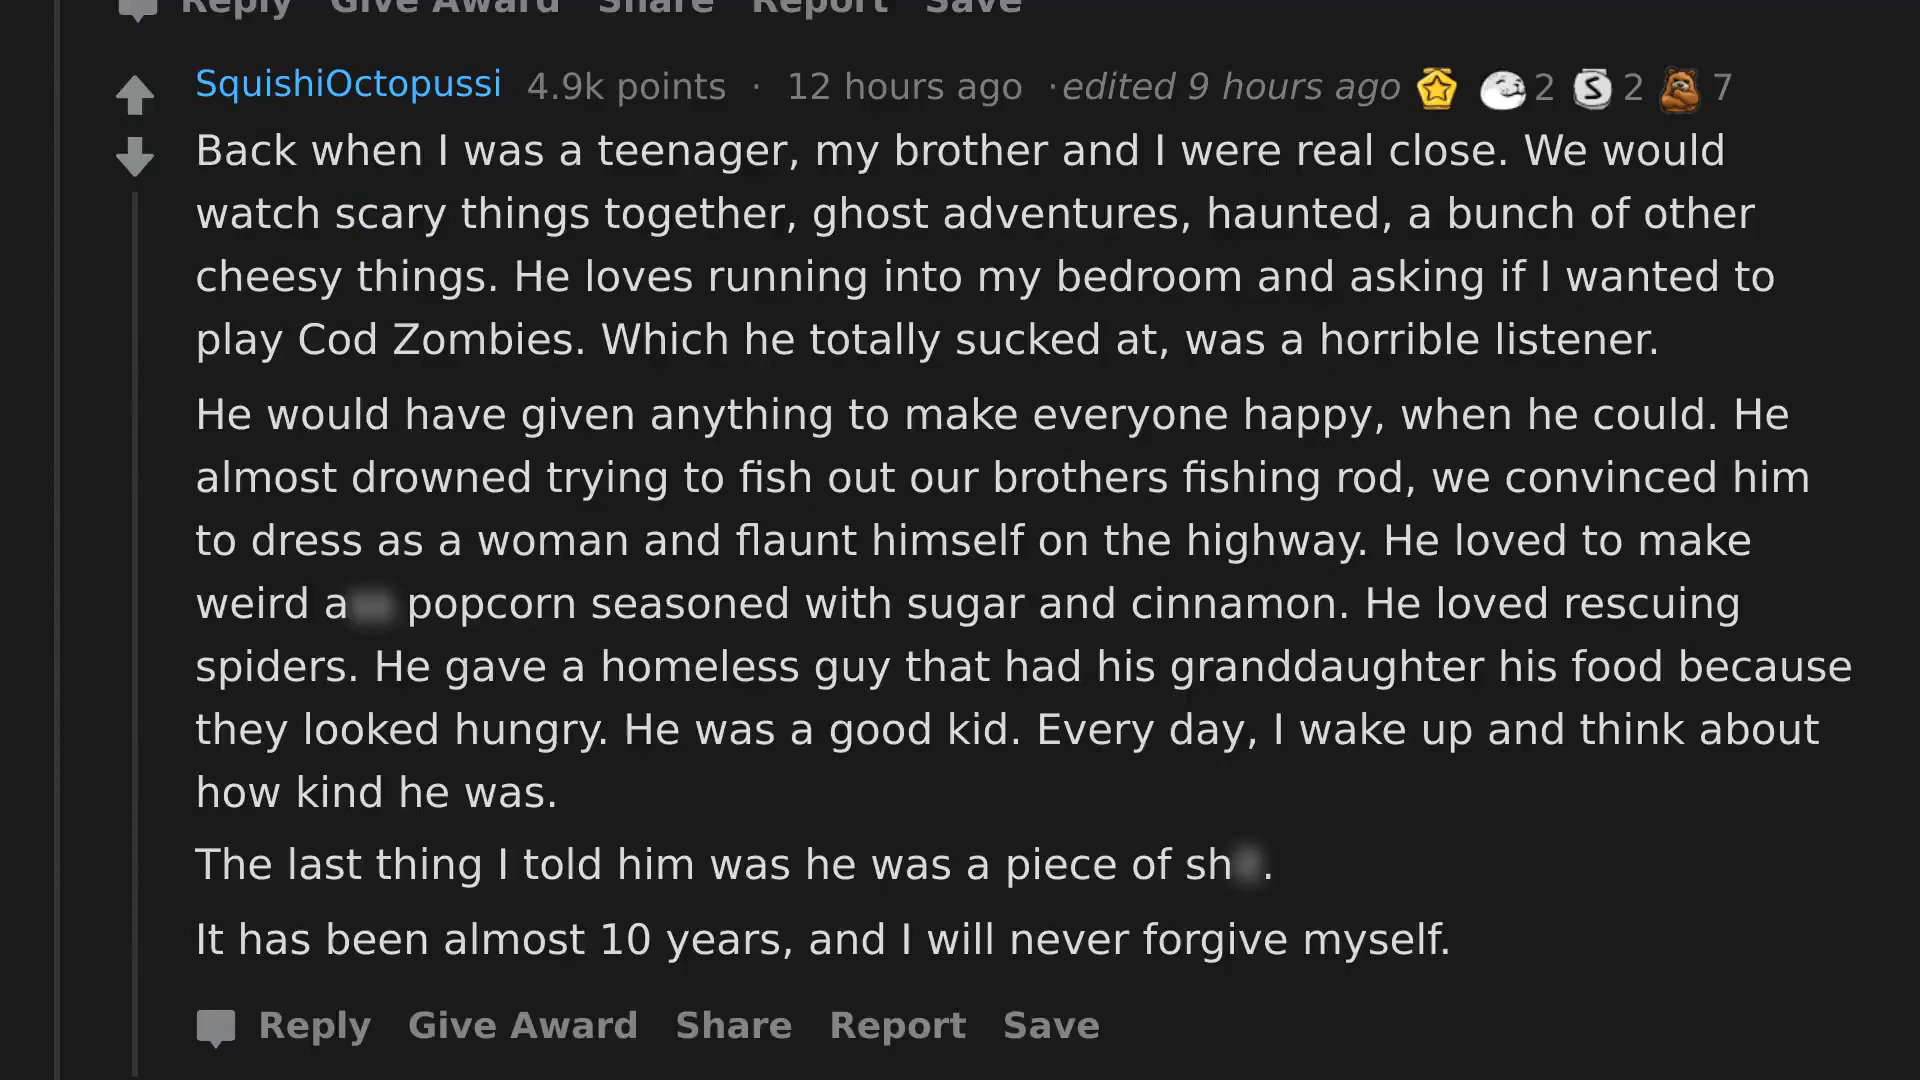 Reply Give Award Share Report Save
SquishiOctopussi 4.9k points · 12 hours ago ·edited 9 hours ago 2 2 7
Back when I was a teenager, my brother and I were real close. We would
watch scary things together, ghost adventures, haunted, a bunch of other
cheesy things. He loves running into my bedroom and asking if I wanted to
play Cod Zombies. Which he totally sucked at, was a horrible listener.
He would have given anything to make everyone happy, when he could. He
almost drowned trying to fish out our brothers fishing rod, we convinced him
to dress as a woman and flaunt himself on the highway. He loved to make
weird a popcorn seasoned with sugar and cinnamon. He loved rescuing
spiders. He gave a homeless guy that had his granddaughter his food because
they looked hungry. He was a good kid. Every day, I wake up and think about
how kind he was.
The last thing I told him was he was a piece of sh .
It has been almost 10 years, and I will never forgive myself.
Reply Give Award Share Report Save